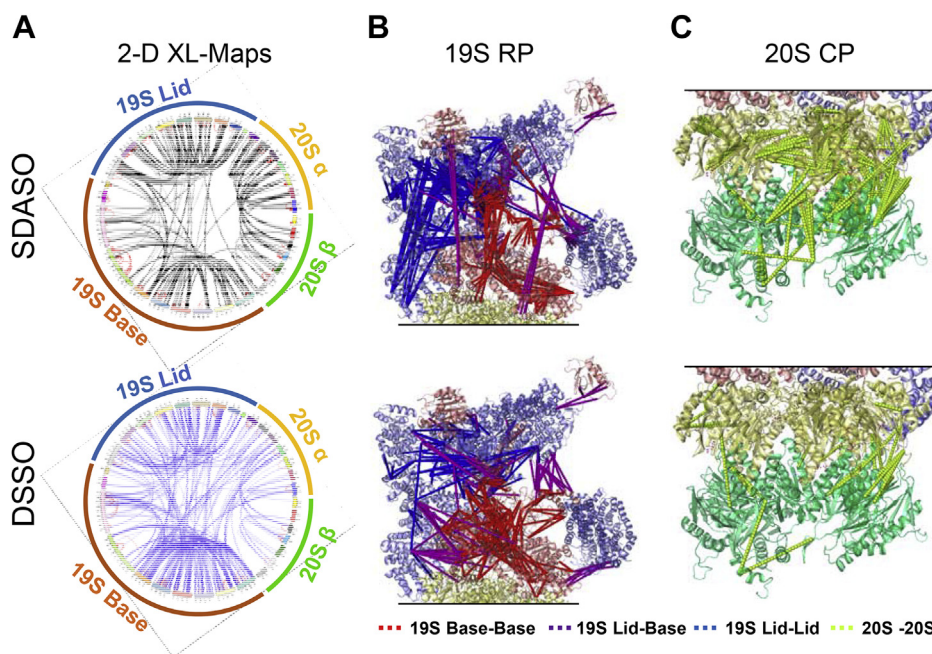 A
B
C
2-D XL-Maps
19S RP
20S CP
SDASO
19S Lid
20S α
20S β
19S Base
DSSO
19S Lid
20S α
20S β
19S Base
19S Base-Base
19S Lid-Base
19S Lid-Lid
20S -20S